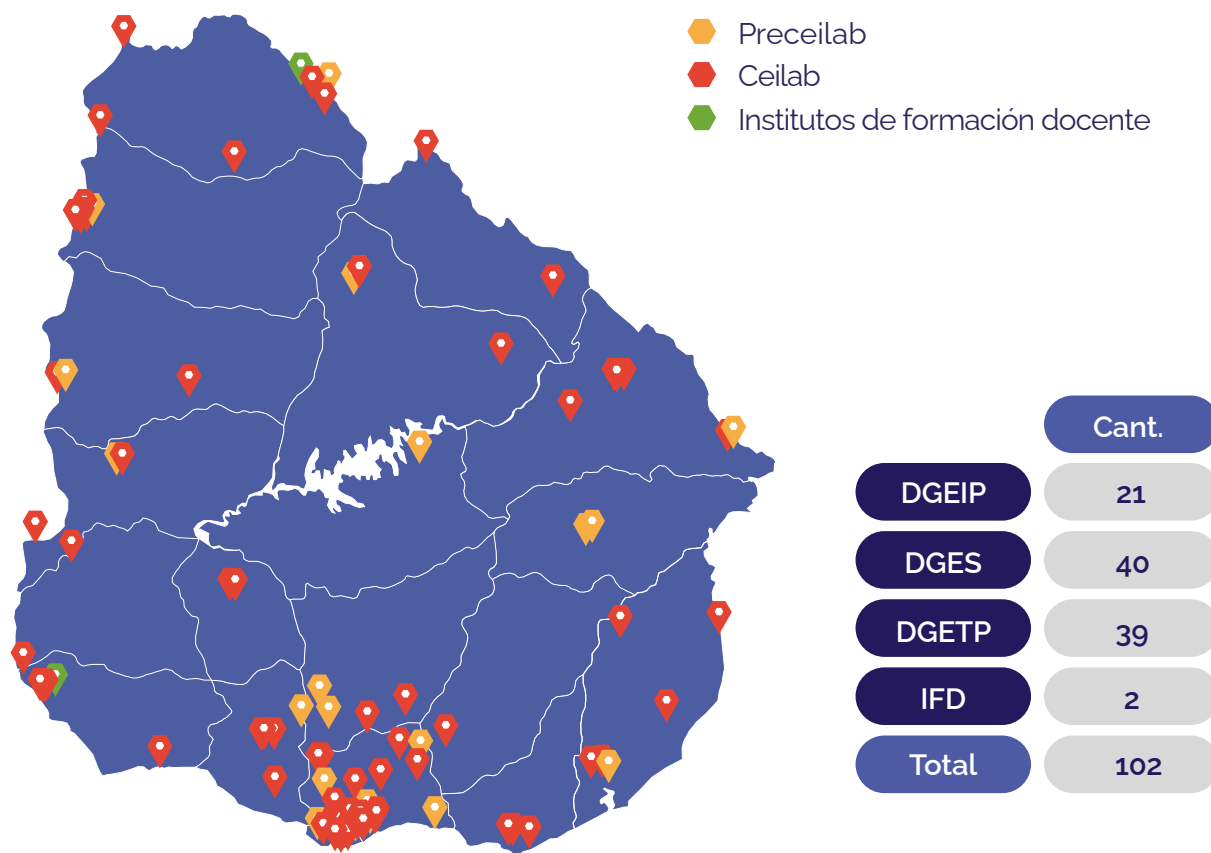 Preceilab
Ceilab
Institutos de formación docente
Cant.
DGEIP 21
DGES 40
DGETP 39
IFD 2
Total 102